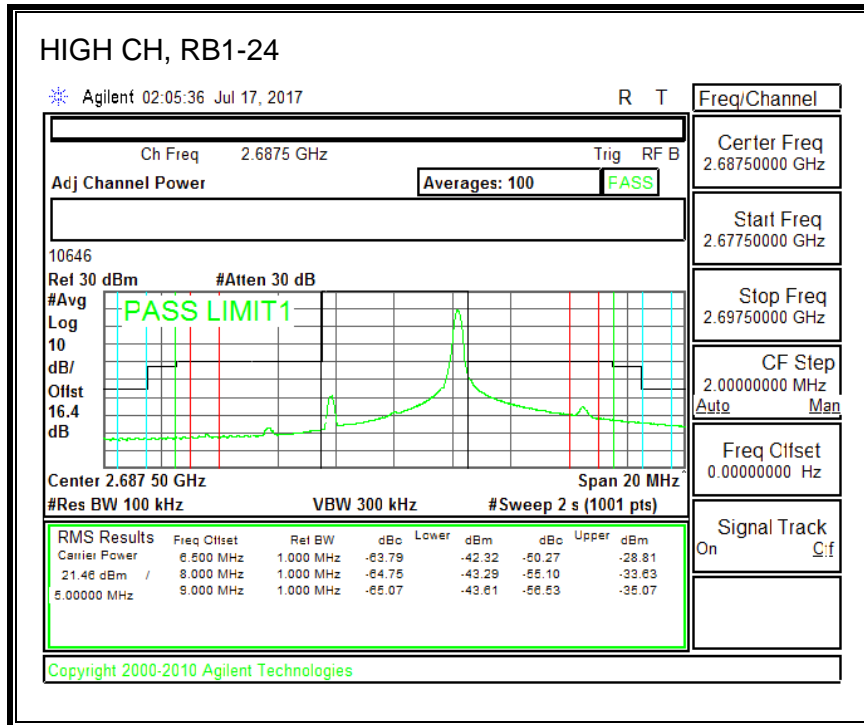 HIGH CH, RB1-24
Agilent 02:05:36 Jul 17, 2017 R T
Freq/Channel
Ch Freq 2.6875 GHz Trig RF B
Adj Channel Power Averages: 100 PASS
10646
Ref 30 dBm #Atten 30 dB
#Avg
Log
10
dB/
Offst
16.4
dB
PASS LIMIT1
Center 2.687 50 GHz Span 20 MHz
#Res BW 100 kHz VBW 300 kHz #Sweep 2 s (1001 pts)
RMS Results Freq Offset Ref BW dBc Lower dBm dBc Upper dBm
Carrier Power 6.500 MHz 1.000 MHz -63.79 -42.32 -50.27 -28.81
21.46 dBm / 8.000 MHz 1.000 MHz -64.75 -43.29 -55.10 -33.63
5.00000 MHz 9.000 MHz 1.000 MHz -65.07 -43.61 -56.53 -35.07
Center Freq
2.68750000 GHz
Start Freq
2.67750000 GHz
Stop Freq
2.69750000 GHz
CF Step
2.00000000 MHz
Auto Man
Freq Offset
0.00000000 Hz
Signal Track
On Off
Copyright 2000-2010 Agilent Technologies